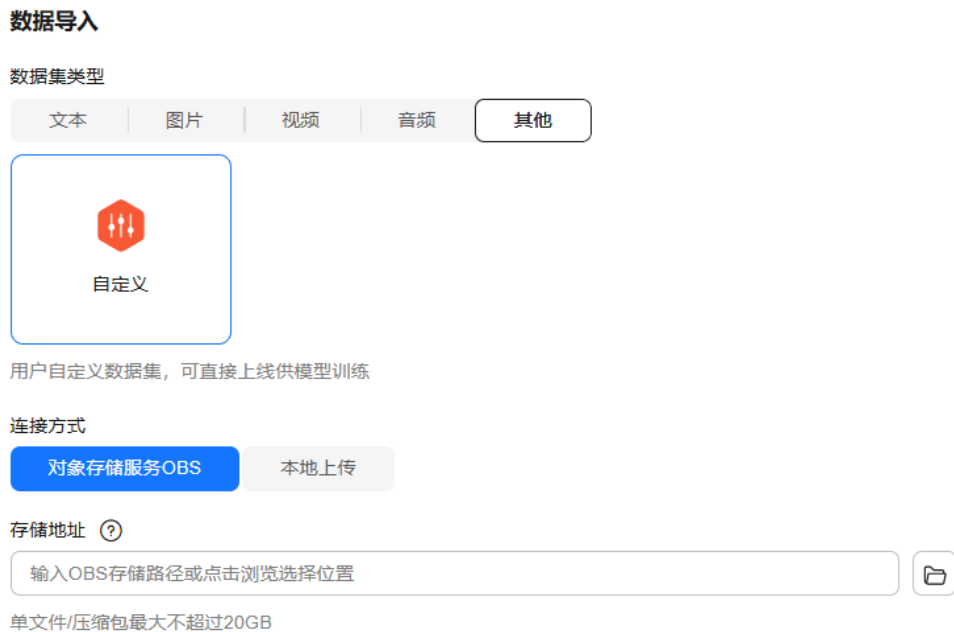 数据导入
数据集类型
文本 图片 视频 音频 其他
自定义
用户自定义数据集，可直接上线供模型训练
连接方式
对象存储服务OBS 本地上传
存储地址 ?
输入OBS存储路径或点击浏览选择位置
单文件/压缩包最大不超过20GB